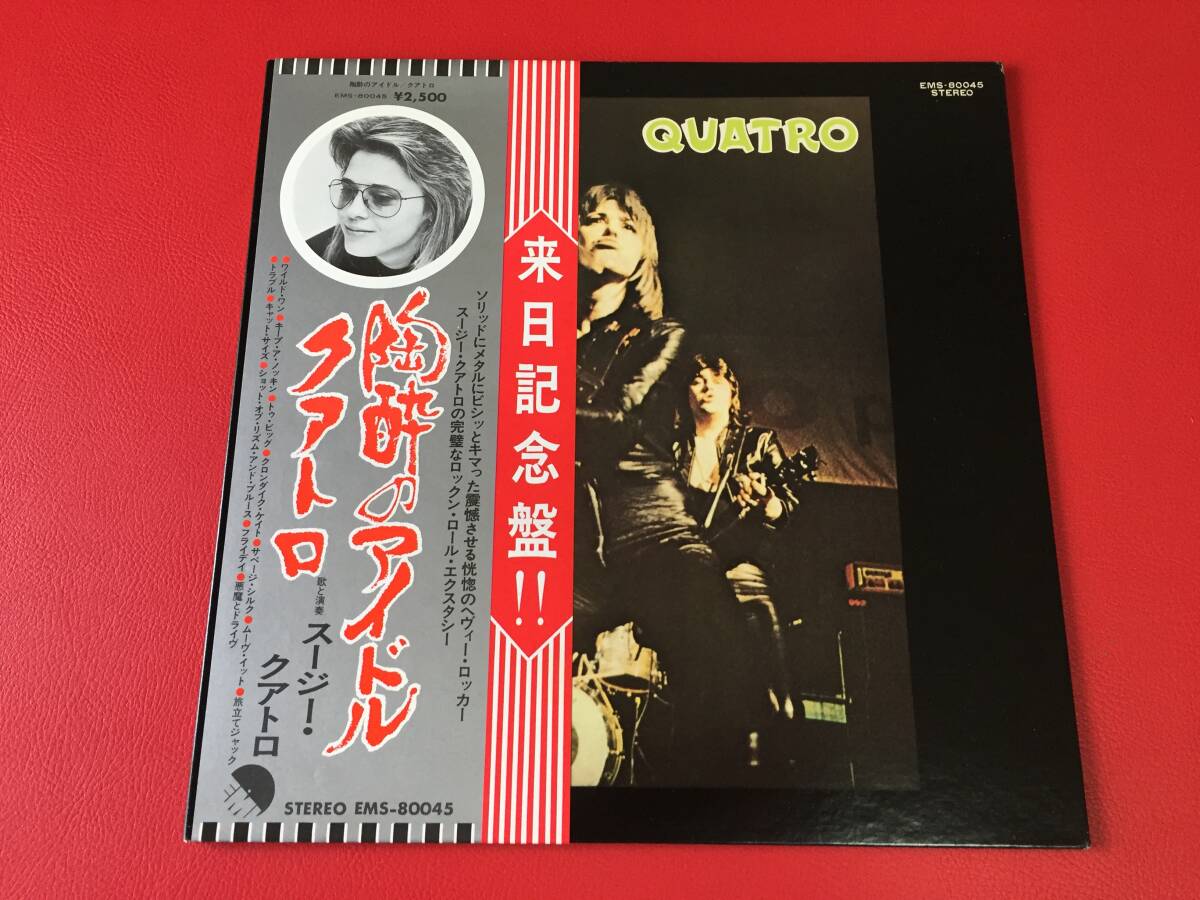 陶酔のアイドル/クアトロ
EMS-80045 ¥2,500
来日記念盤!!
ソリッドにメタルにビシッとキマった震憾させる恍惚のヘヴィー・ロッカー
スージー・クアトロの完璧なロックン・ロール・エクスタシー
陶酔のアイドル
クアトロ
歌と演奏 スージー・
クアトロ
●ワイルド・ワン●キープ・ア・ノッキン●トゥ・ビッグ●クロンダイク・ケイト●サベージ・シルク●ムーヴ・イット●旅立てジャック
●トラブル●キャット・サイズ●ショット・オブ・リズム・アンド・ブルース●フライデイ●悪魔とドライヴ
STEREO EMS-80045
QUATRO
EMS-80045
STEREO